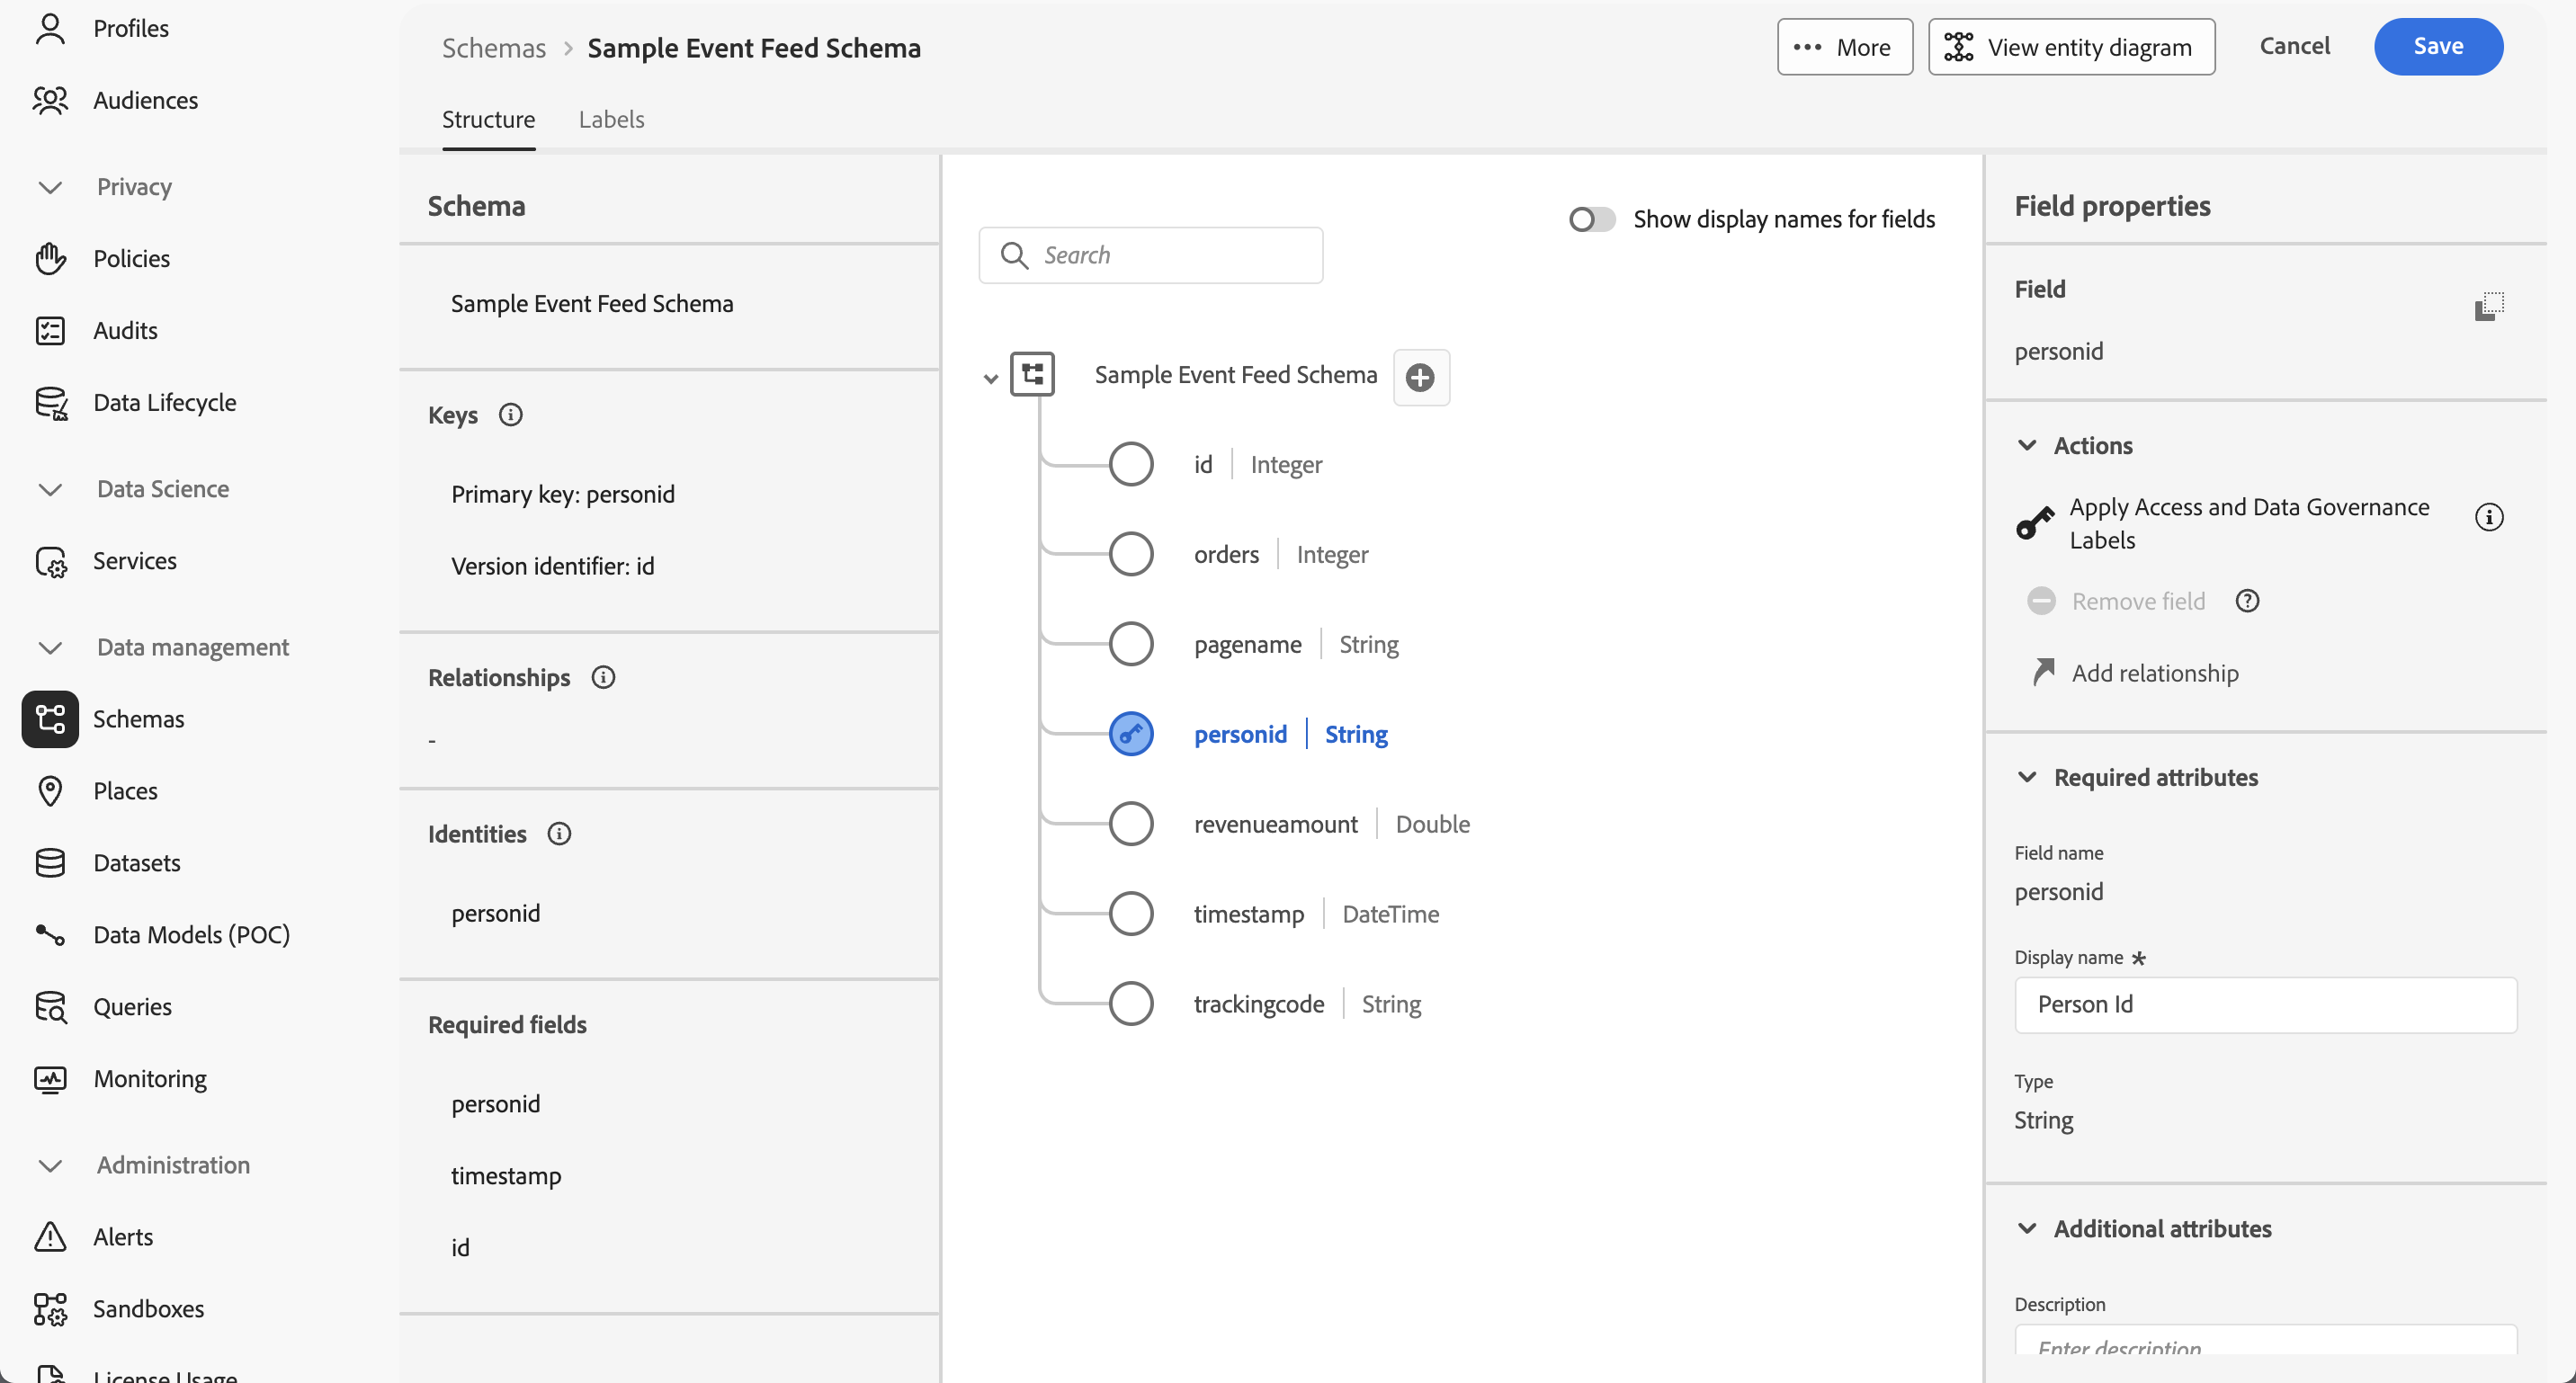 Profiles
Audiences
Privacy
Policies
Audits
Data Lifecycle
Data Science
Services
Data management
Schemas
Places
Datasets
Data Models (POC)
Queries
Monitoring
Administration
Alerts
Sandboxes
License Usage
Schemas > Sample Event Feed Schema
More
View entity diagram
Cancel
Save
Structure
Labels
Schema
Sample Event Feed Schema
Keys
Primary key: personid
Version identifier: id
Relationships
-
Identities
personid
Required fields
personid
timestamp
id
Show display names for fields
Search
Sample Event Feed Schema
id | Integer
orders | Integer
pagename | String
personid | String
revenueamount | Double
timestamp | DateTime
trackingcode | String
Field properties
Field
personid
Actions
Apply Access and Data Governance
Labels
Remove field
Add relationship
Required attributes
Field name
personid
Display name *
Person Id
Type
String
Additional attributes
Description
Enter description